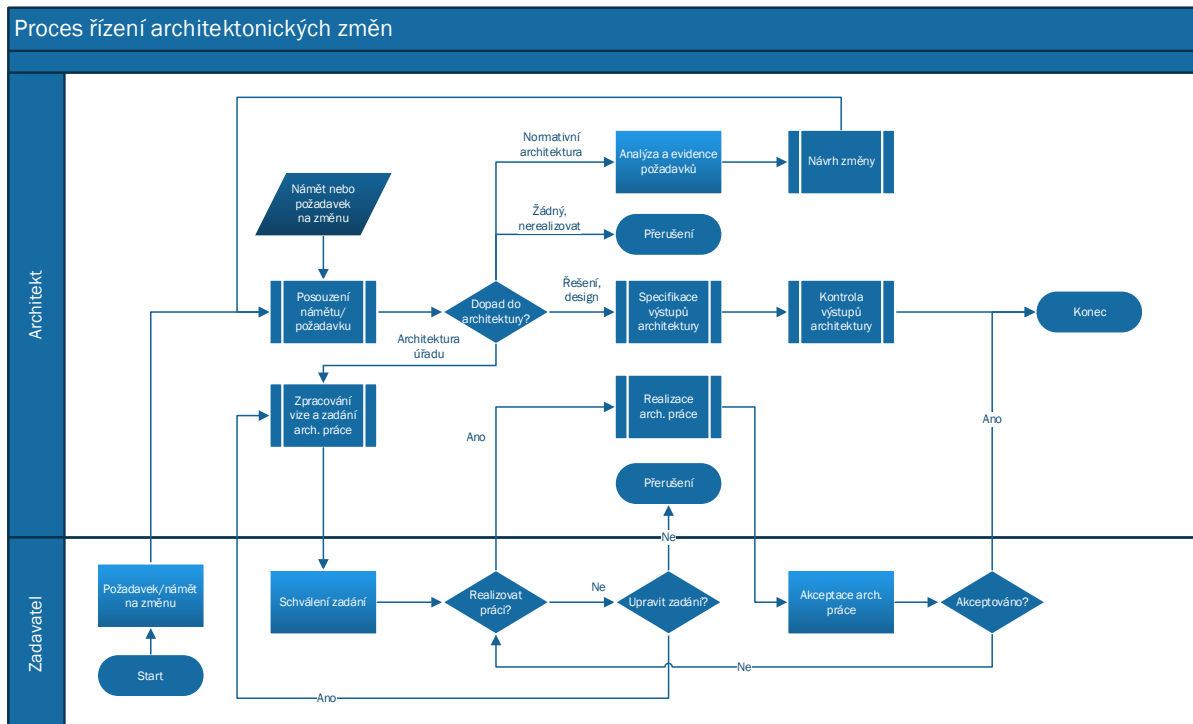 Proces řízení architektonických změn
Architekt
Normativní
architektura
Analýza a evidence
požadavků
Návrh změny
Námět nebo
požadavek
na změnu
Žádný,
nerealizovat
Přerušení
Posouzení
námětu/
požadavku
Dopad do
architektury?
Řešení,
design
Specifikace
výstupů
architektury
Kontrola
výstupů
architektury
Konec
Architektura
úřadu
Zpracování
vize a zadání
arch. práce
Ano
Realizace
arch. práce
Ano
Přerušení
Zadavatel
Ne
Požadavek/námět
na změnu
Schválení zadání
Realizovat
práci?
Ne
Upravit zadání?
Akceptace arch.
práce
Akceptováno?
Start
Ne
Ano